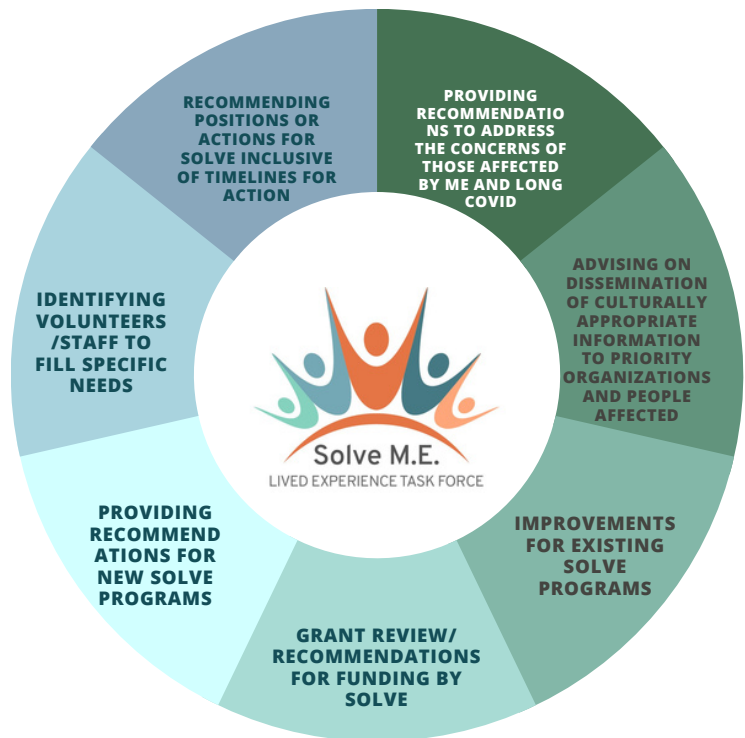 PROVIDING
RECOMMENDATIO
NS TO ADDRESS
THE CONCERNS OF
THOSE AFFECTED
BY ME AND LONG
COVID
ADVISING ON
DISSEMINATION
OF CULTURALLY
APPROPRIATE
INFORMATION
TO PRIORITY
ORGANIZATIONS
AND PEOPLE
AFFECTED
IMPROVEMENTS
FOR EXISTING
SOLVE
PROGRAMS
GRANT REVIEW/
RECOMMENDATIONS
FOR FUNDING BY
SOLVE
PROVIDING
RECOMMEND
ATIONS FOR
NEW SOLVE
PROGRAMS
IDENTIFYING
VOLUNTEERS
/STAFF TO
FILL SPECIFIC
NEEDS
RECOMMENDING
POSITIONS OR
ACTIONS FOR
SOLVE INCLUSIVE
OF TIMELINES FOR
ACTION
Solve M.E.
LIVED EXPERIENCE TASK FORCE